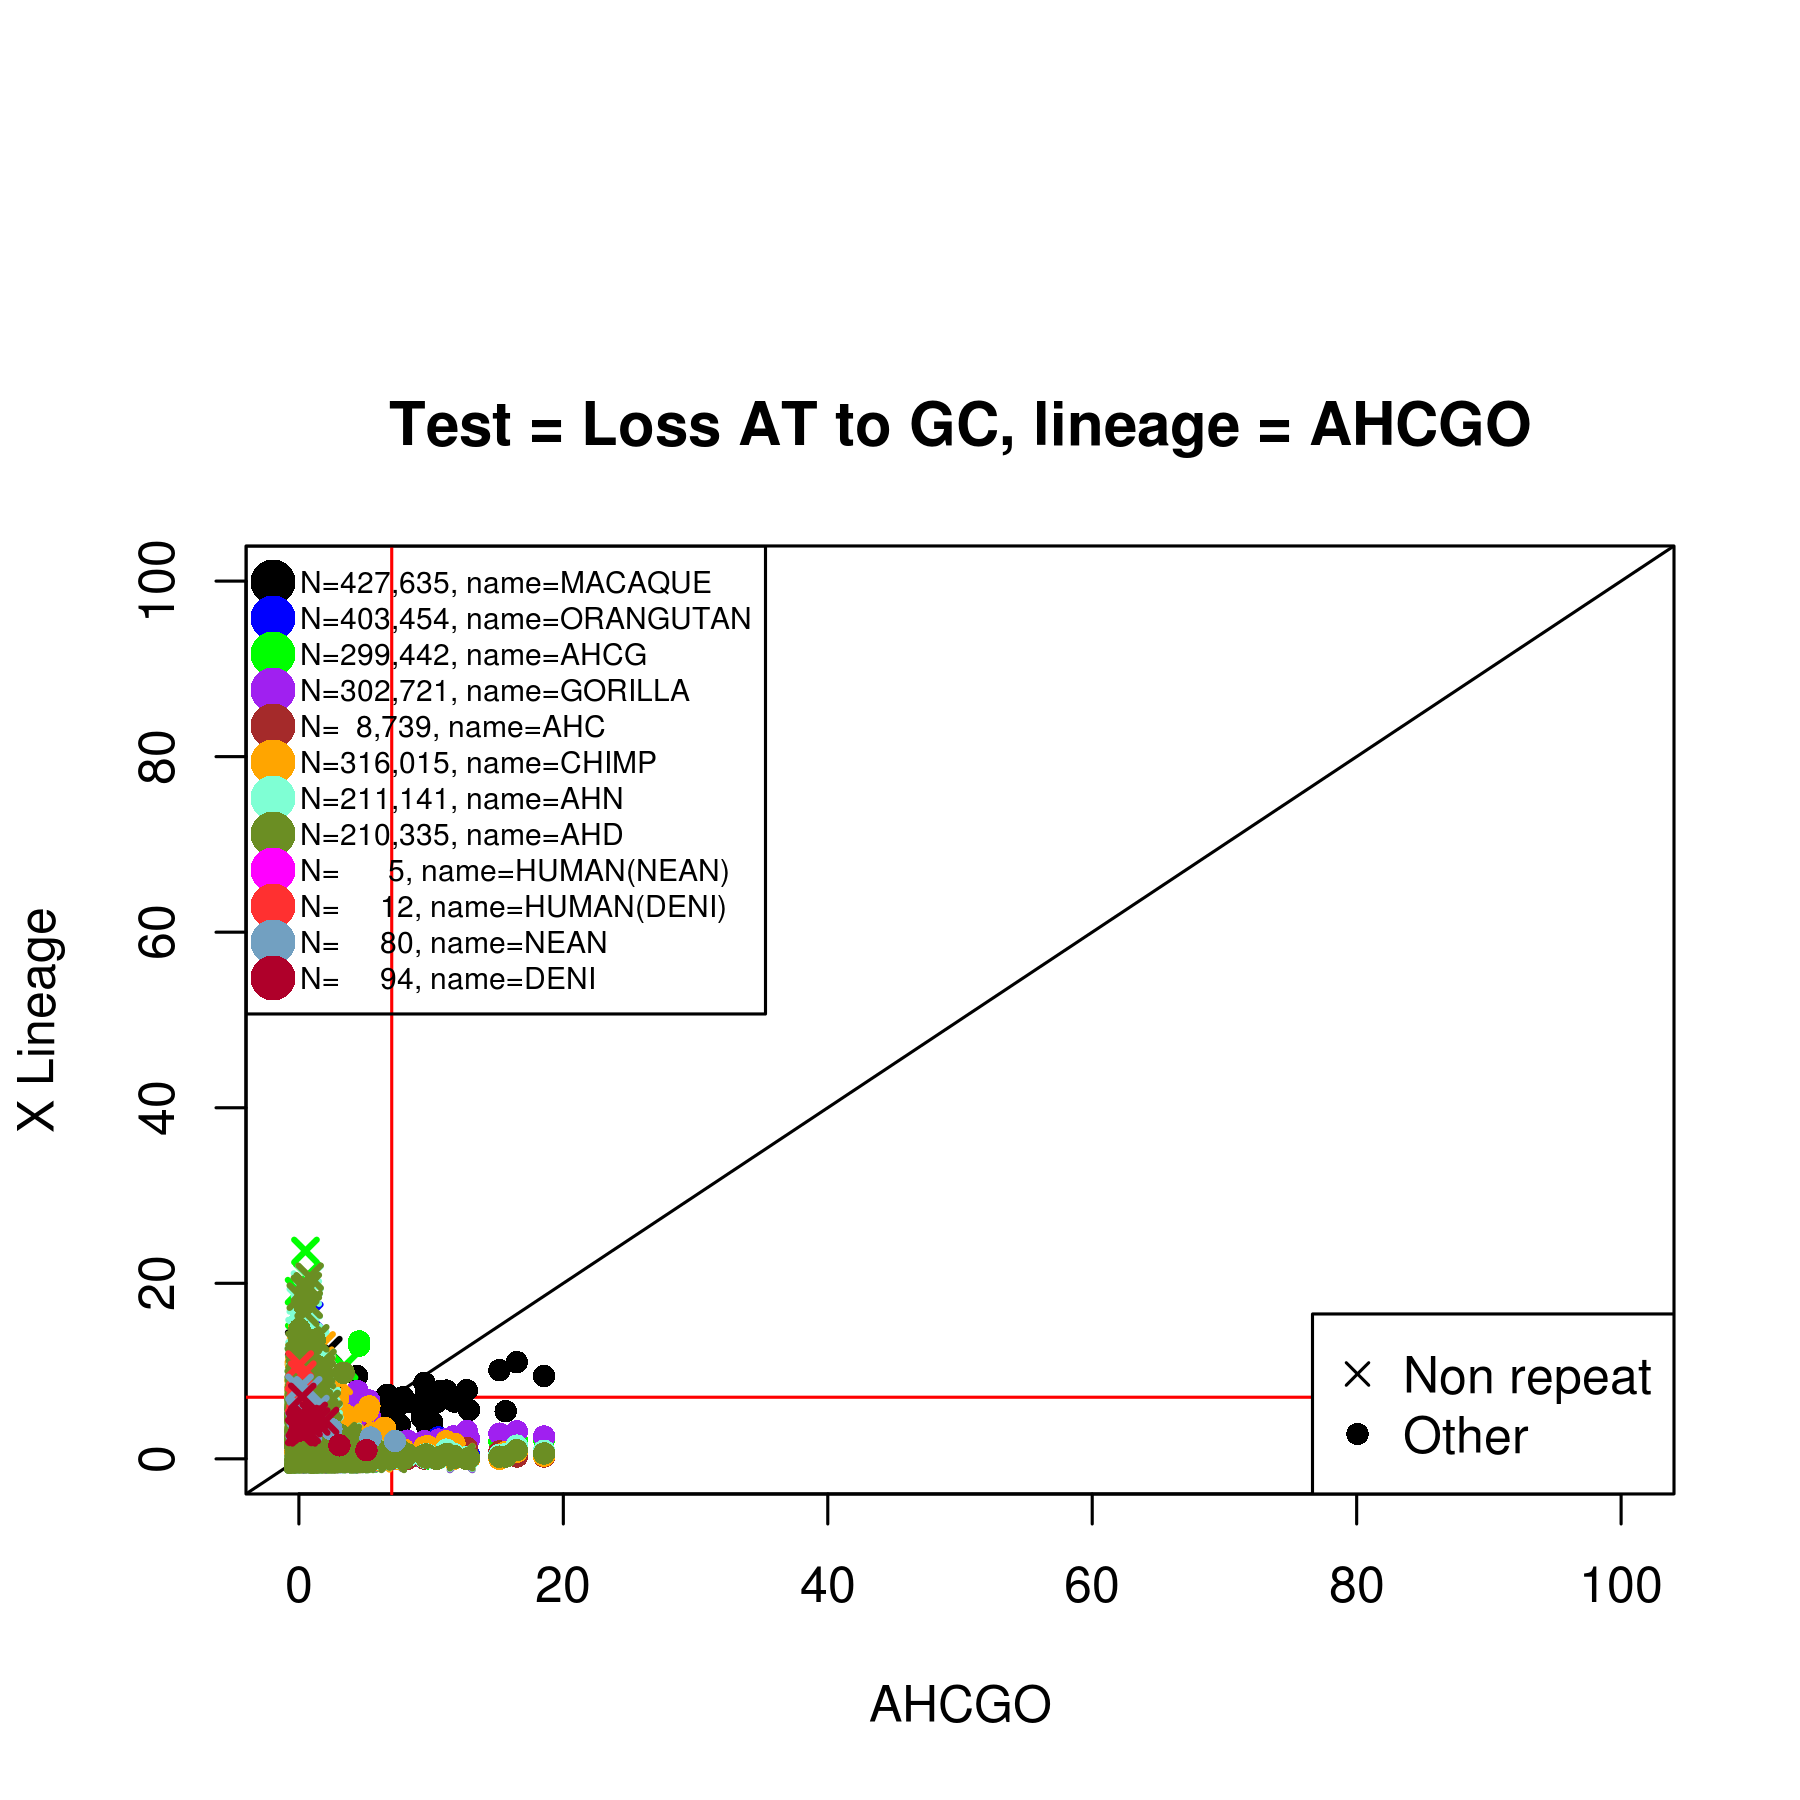 Test = Loss AT to GC, lineage = AHCGO
X Lineage
100
80
60
40
20
0
N=427,635, name=MACAQUE
N=403,454, name=ORANGUTAN
N=299,442, name=AHCG
N=302,721, name=GORILLA
N=  8,739, name=AHC
N=316,015, name=CHIMP
N=211,141, name=AHN
N=210,335, name=AHD
N=      5, name=HUMAN(NEAN)
N=     12, name=HUMAN(DENI)
N=     80, name=NEAN
N=     94, name=DENI
Non repeat
Other
0 20 40 60 80 100
AHCGO